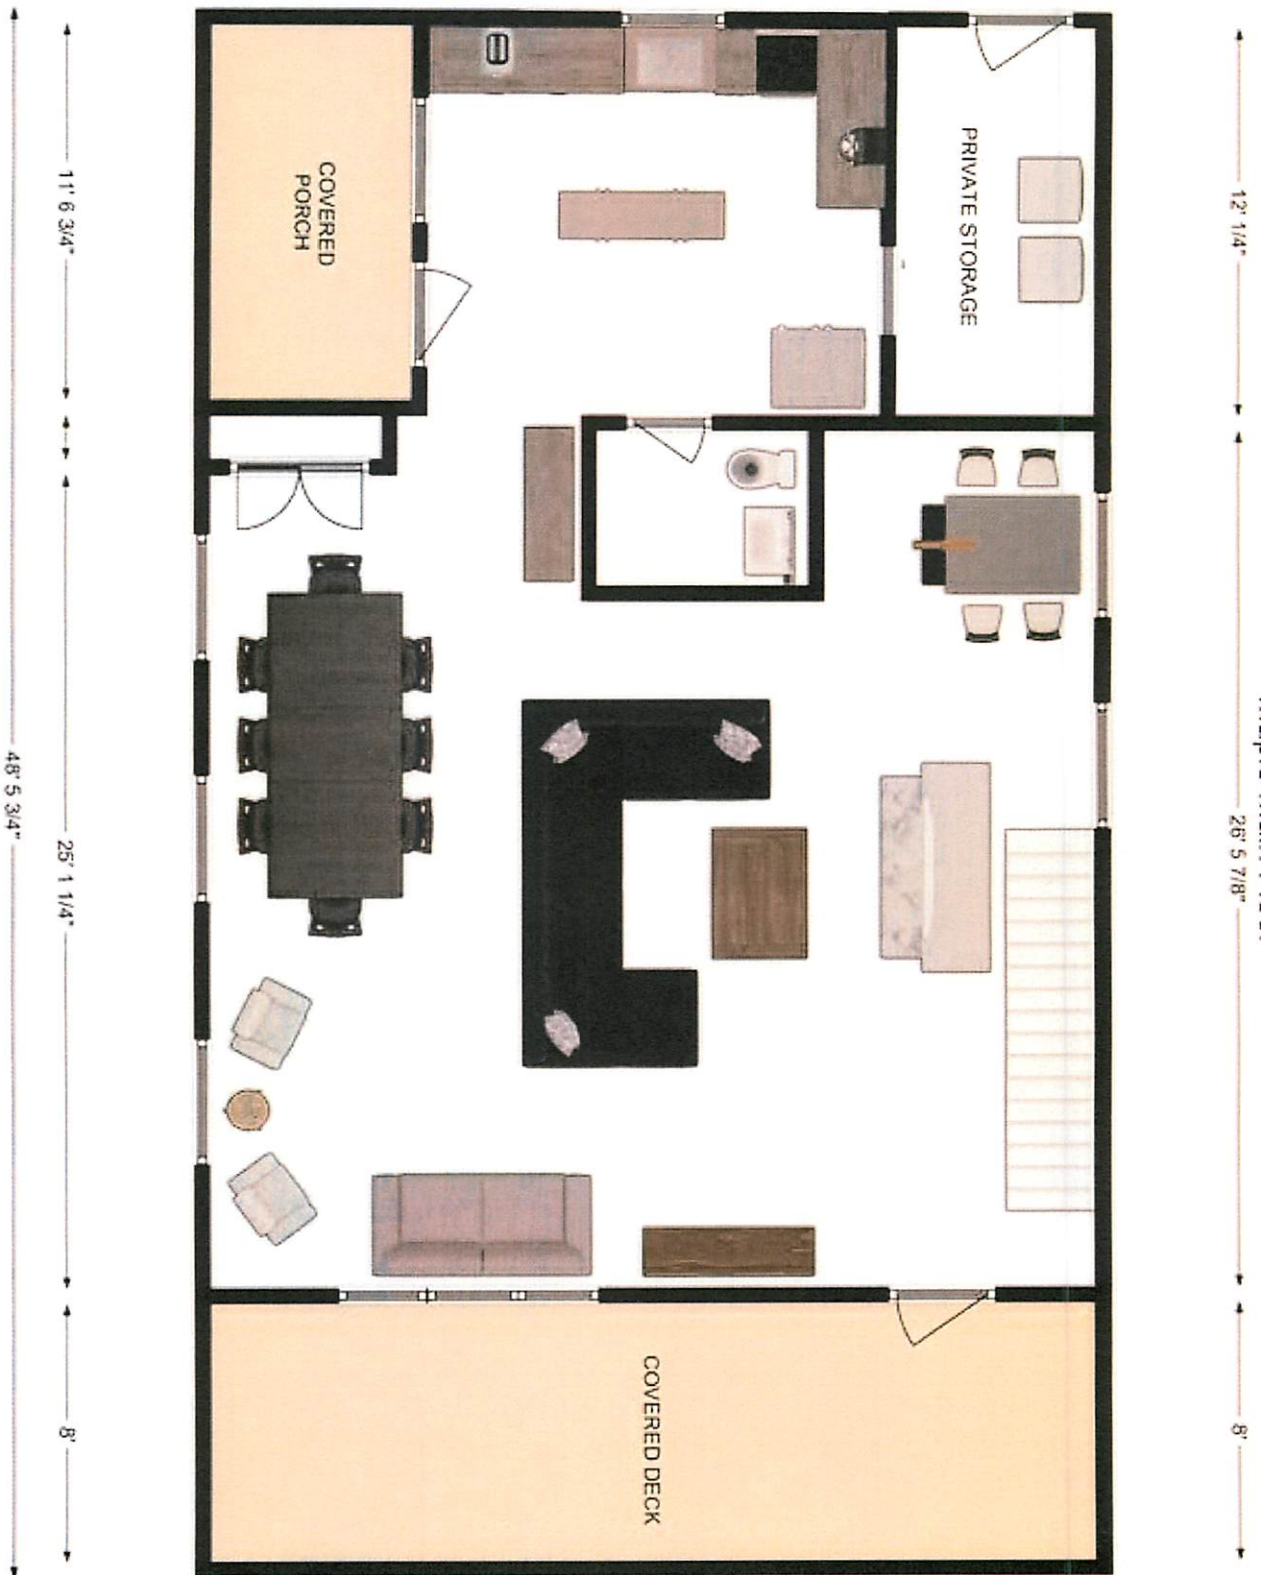 12' 1/4"
26' 5 7/8"
8'
PRIVATE STORAGE
COVERED
PORCH
COVERED DECK
11' 6 3/4"
25' 1 1/4"
8'
48' 5 3/4"